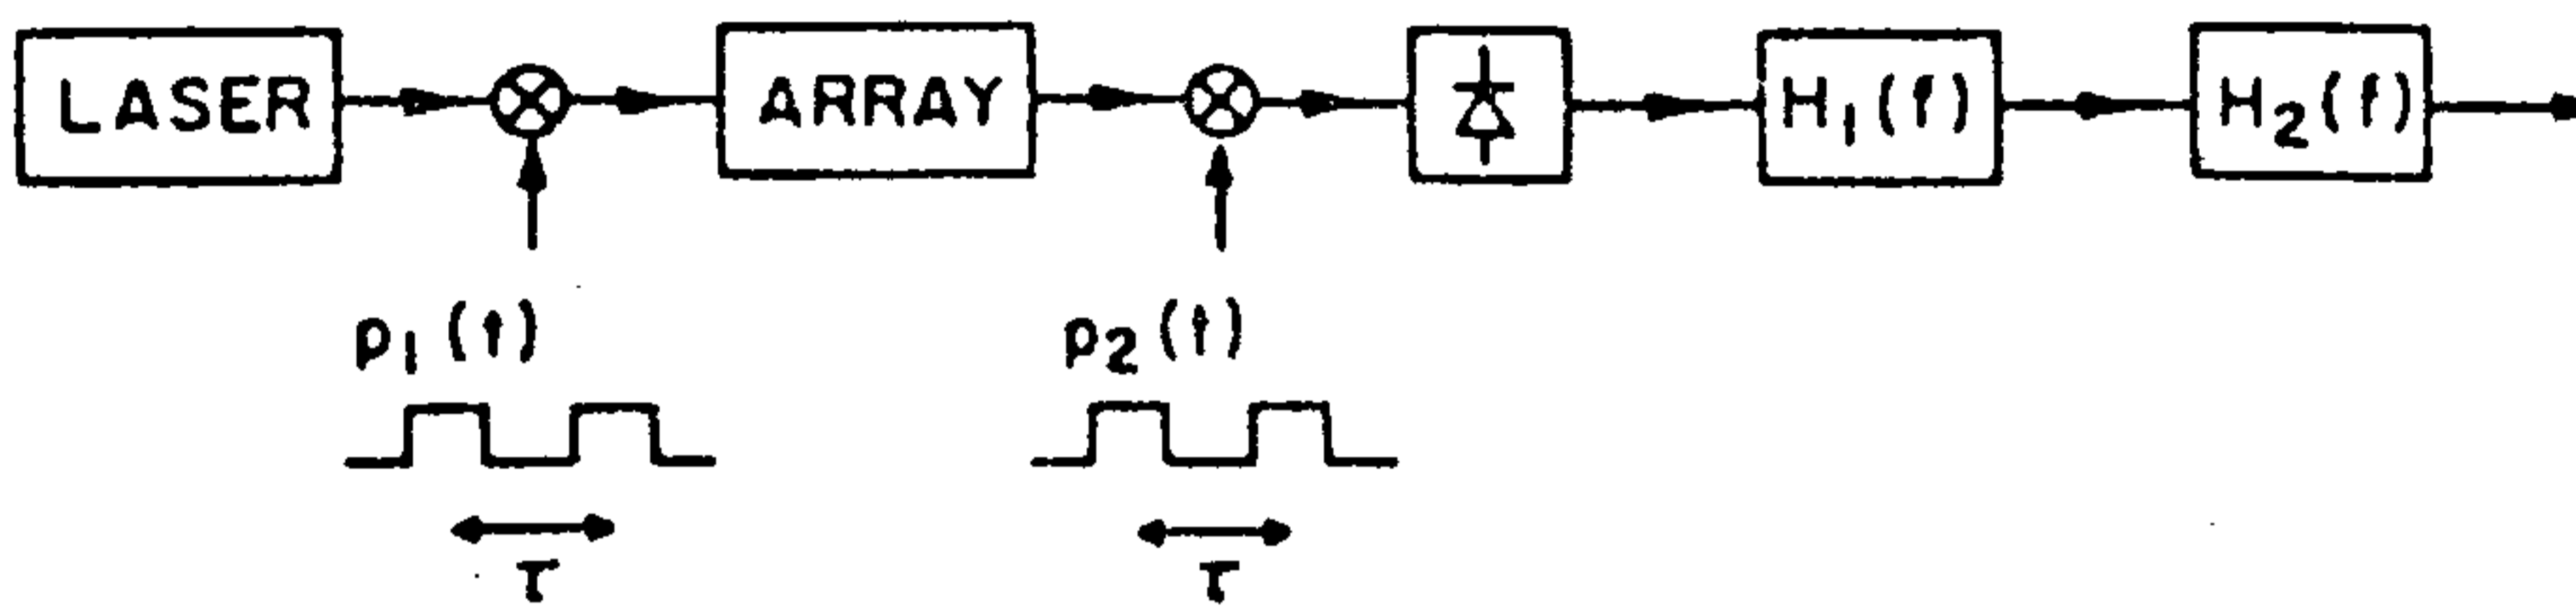 LASER
ARRAY
H₁(f)
H₂(f)
p₁(t)
p₂(t)
τ
τ